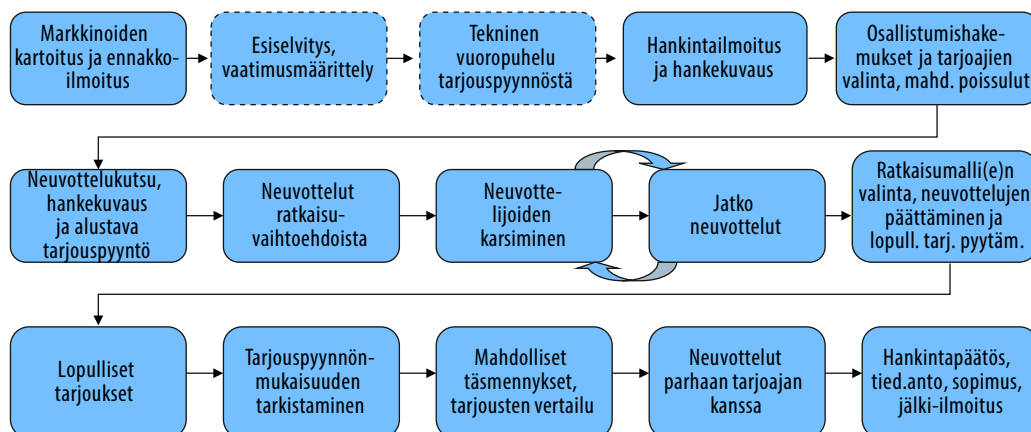 Markkinoiden
kartoitus ja ennakko-
ilmoitus
Esiselvitys,
vaatimusmäärittely
Tekninen
vuoropuhelu
tarjouspyynnöstä
Hankintailmoitus
ja hankekuvaus
Osallistumishake-
mukset ja tarjoajien
valinta, mahd. poissulut
Neuvottelukutsu,
hankekuvaus
ja alustava
tarjouspyyntö
Neuvottelut
ratkaisu-
vaihtoehdoista
Neuvotte-
lijoiden
karsiminen
Jatko
neuvottelut
Ratkaisumalli(e)n
valinta, neuvottelujen
päättäminen ja
lopull. tarj. pyytäm.
Lopulliset
tarjoukset
Tarjouspyynnön-
mukaisuuden
tarkistaminen
Mahdolliset
täsmennykset,
tarjousten vertailu
Neuvottelut
parhaan tarjoajan
kanssa
Hankintapäätös,
tied.anto, sopimus,
jälki-ilmoitus